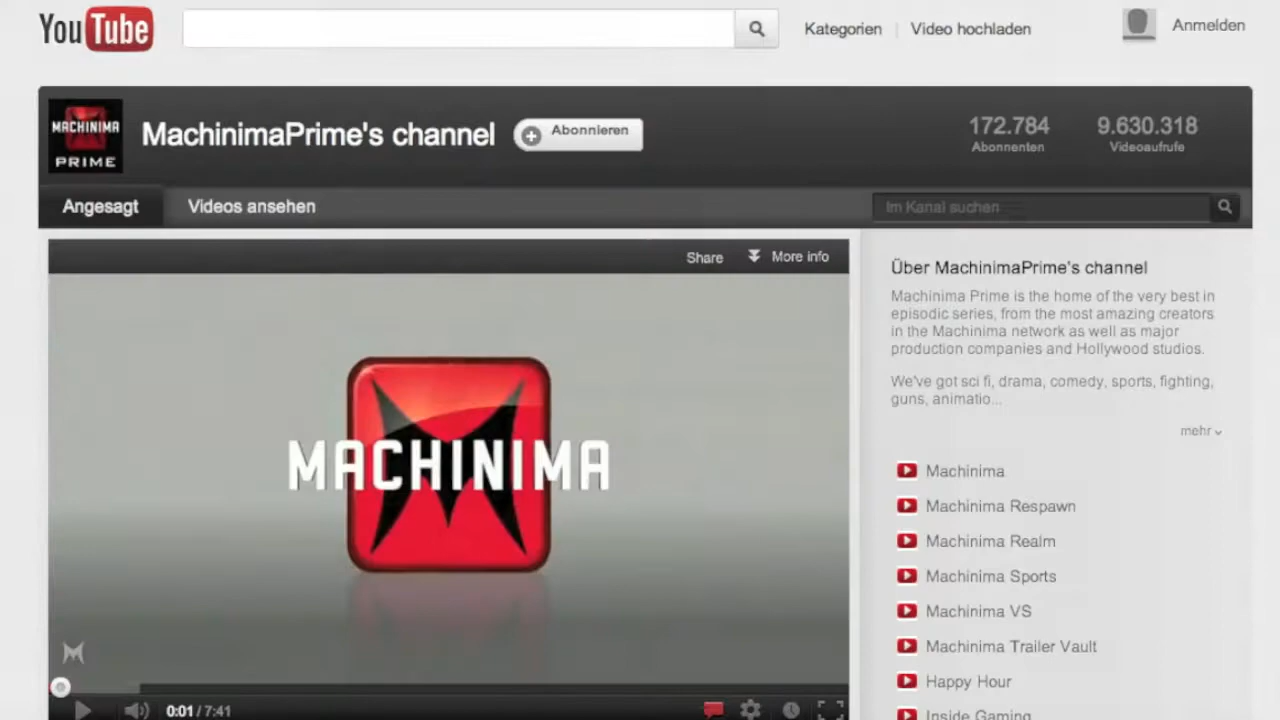 YouTube
Kategorien
Video hochladen
Anmelden
MACHINIMA
PRIME
MachinimaPrime's channel
Abonnieren
172.784
Abonnenten
9.630.318
Videoaufrufe
Angesagt
Videos ansehen
Im Kanal suchen
Share
More info
MACHINIMA
0:01 / 7:41
Über MachinimaPrime's channel
Machinima Prime is the home of the very best in
episodic series, from the most amazing creators
in the Machinima network as well as major
production companies and Hollywood studios.
We've got sci fi, drama, comedy, sports, fighting,
guns, animatio...
mehr
Machinima
Machinima Respawn
Machinima Realm
Machinima Sports
Machinima VS
Machinima Trailer Vault
Happy Hour
Inside Gaming